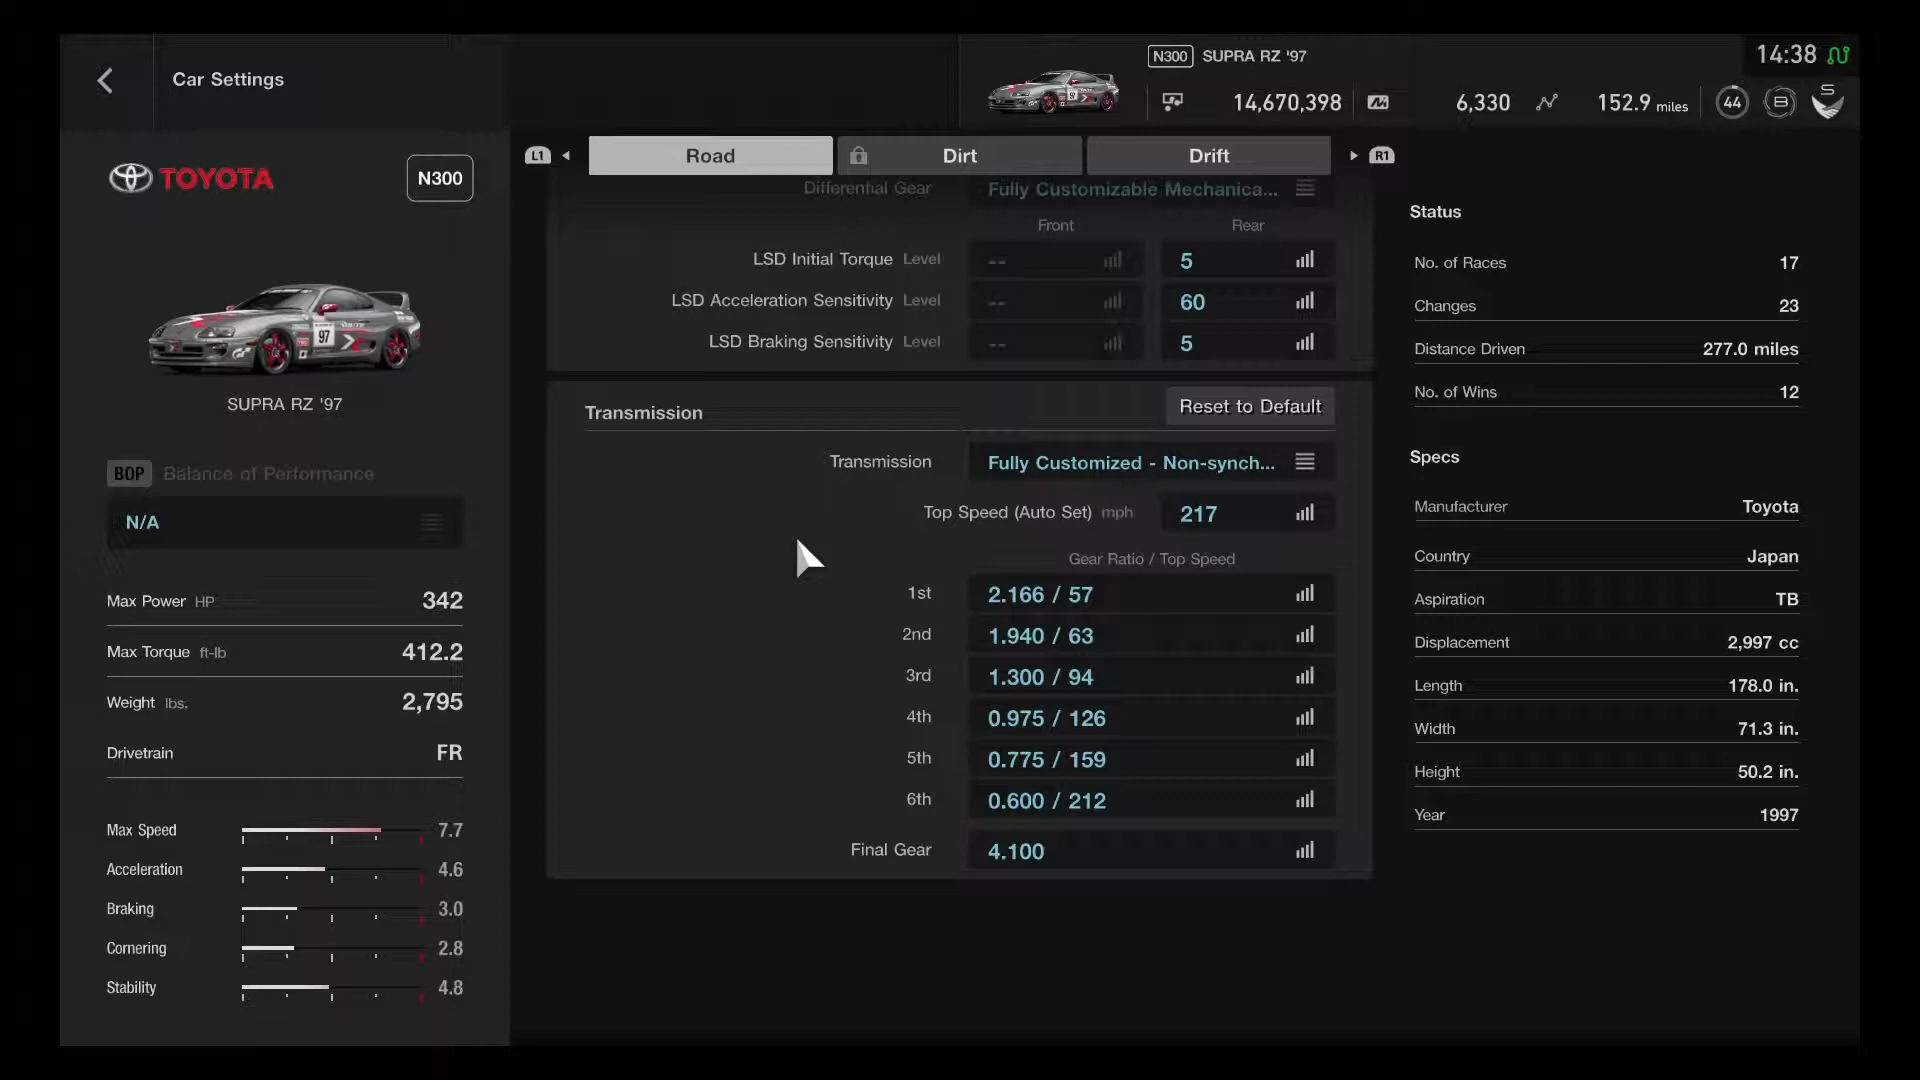 Car Settings
N300 SUPRA RZ '97
14,670,398
6,330
152.9 miles
14:38
44
B
S
TOYOTA
N300
SUPRA RZ '97
BOP Balance of Performance
N/A
Max Power HP 342
Max Torque ft-lb 412.2
Weight lbs. 2,795
Drivetrain FR
Max Speed 7.7
Acceleration 4.6
Braking 3.0
Cornering 2.8
Stability 4.8
L1 Road Dirt Drift R1
Differential Gear Fully Customizable Mechanica...
Front Rear
LSD Initial Torque Level -- 5
LSD Acceleration Sensitivity Level -- 60
LSD Braking Sensitivity Level -- 5
Transmission Reset to Default
Transmission Fully Customized - Non-synch...
Top Speed (Auto Set) mph 217
Gear Ratio / Top Speed
1st 2.166 / 57
2nd 1.940 / 63
3rd 1.300 / 94
4th 0.975 / 126
5th 0.775 / 159
6th 0.600 / 212
Final Gear 4.100
Status
No. of Races 17
Changes 23
Distance Driven 277.0 miles
No. of Wins 12
Specs
Manufacturer Toyota
Country Japan
Aspiration TB
Displacement 2,997 cc
Length 178.0 in.
Width 71.3 in.
Height 50.2 in.
Year 1997